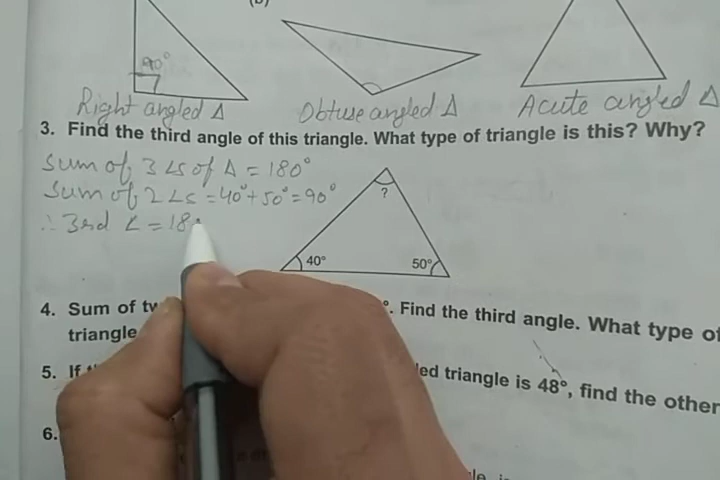 (b)
90°
Right angled Δ
Obtuse angled Δ
Acute angled Δ
3. Find the third angle of this triangle. What type of triangle is this? Why?
Sum of 3 ∠s of Δ = 180°
Sum of 2 ∠s = 40° + 50° = 90°
∴ 3rd ∠ = 18
?
40°
50°
4. Sum of °. Find the third angle. What type of
triangle
5. If led triangle is 48°, find the other
6.